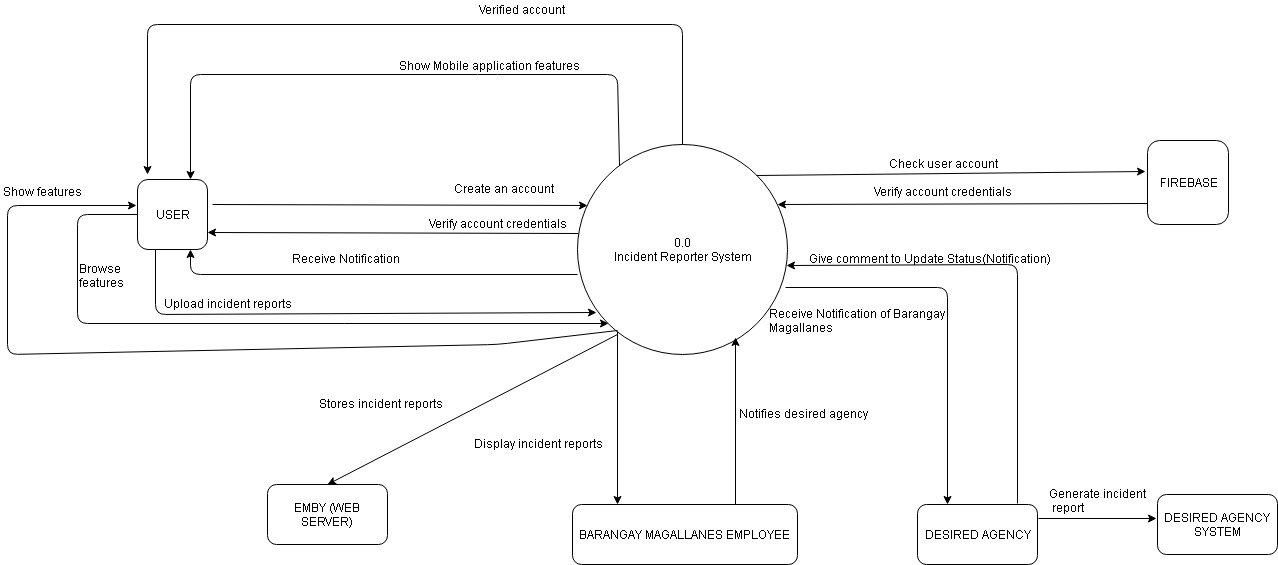 Verified account
Show Mobile application features
Check user account
FIREBASE
Show features
Create an account
Verify account credentials
USER
Verify account credentials
0.0
Incident Reporter System
Receive Notification
Give comment to Update Status(Notification)
Browse
features
Upload incident reports
Receive Notification of Barangay
Magallanes
Stores incident reports
Notifies desired agency
Display incident reports
Generate incident
report
EMBY (WEB
SERVER)
BARANGAY MAGALLANES EMPLOYEE
DESIRED AGENCY
DESIRED AGENCY
SYSTEM